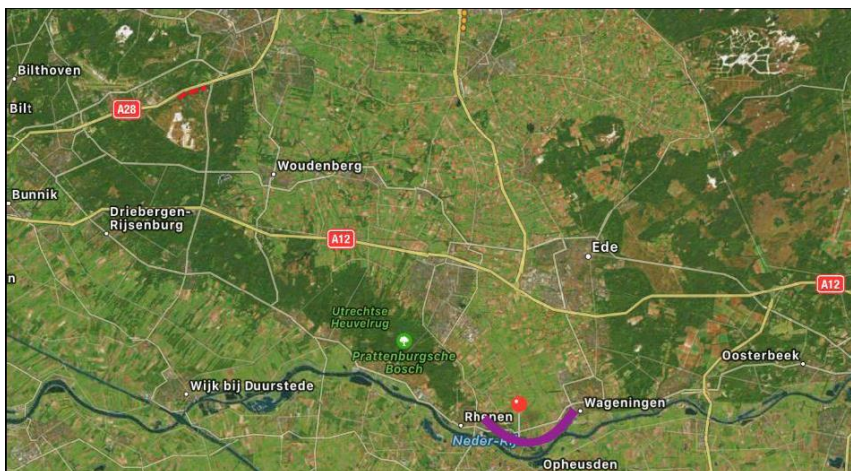 Bilthoven
A28
Woudenberg
Bunnik
Driebergen-
Rijsenburg
A12
Ede
A12
Utrechtse
Heuvelrug
Prattenburgsche
Bosch
Oosterbeek
Wijk bij Duurstede
Wageningen
Rhenen
Opheusden